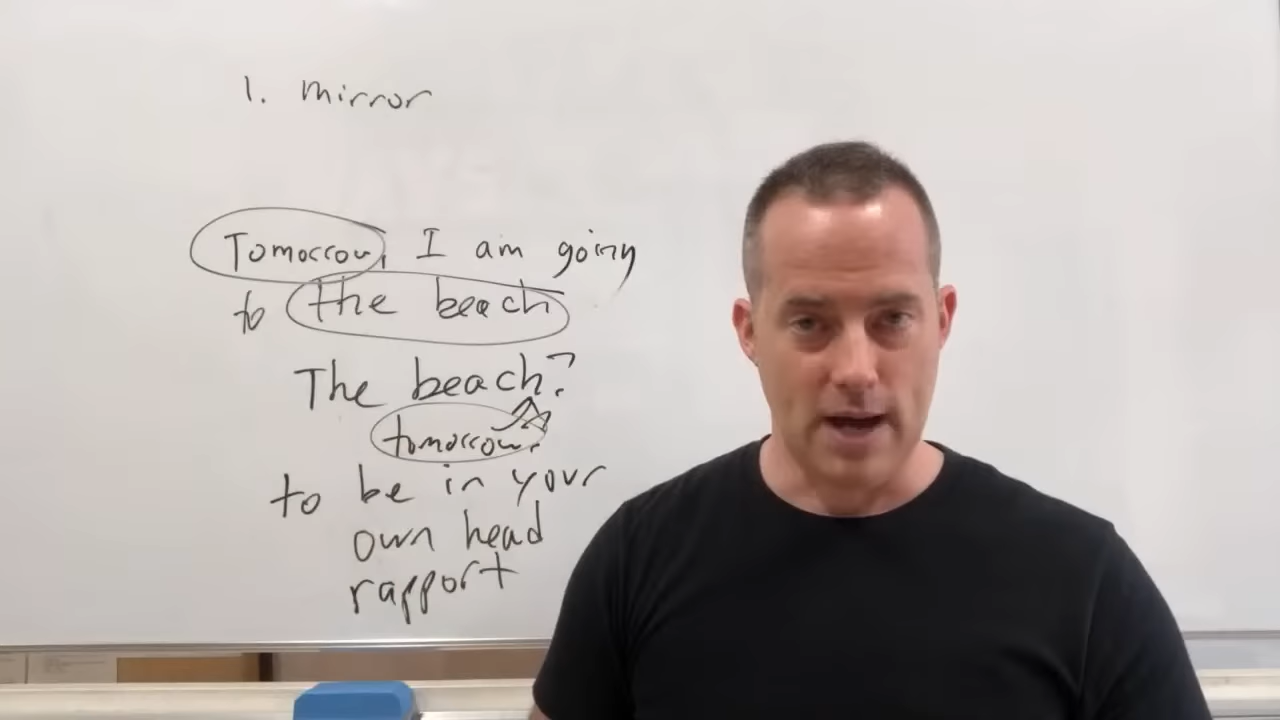 1. mirror
Tomorrow, I am going
to the beach
The beach?
tomorrow?
to be in your
own head
rapport